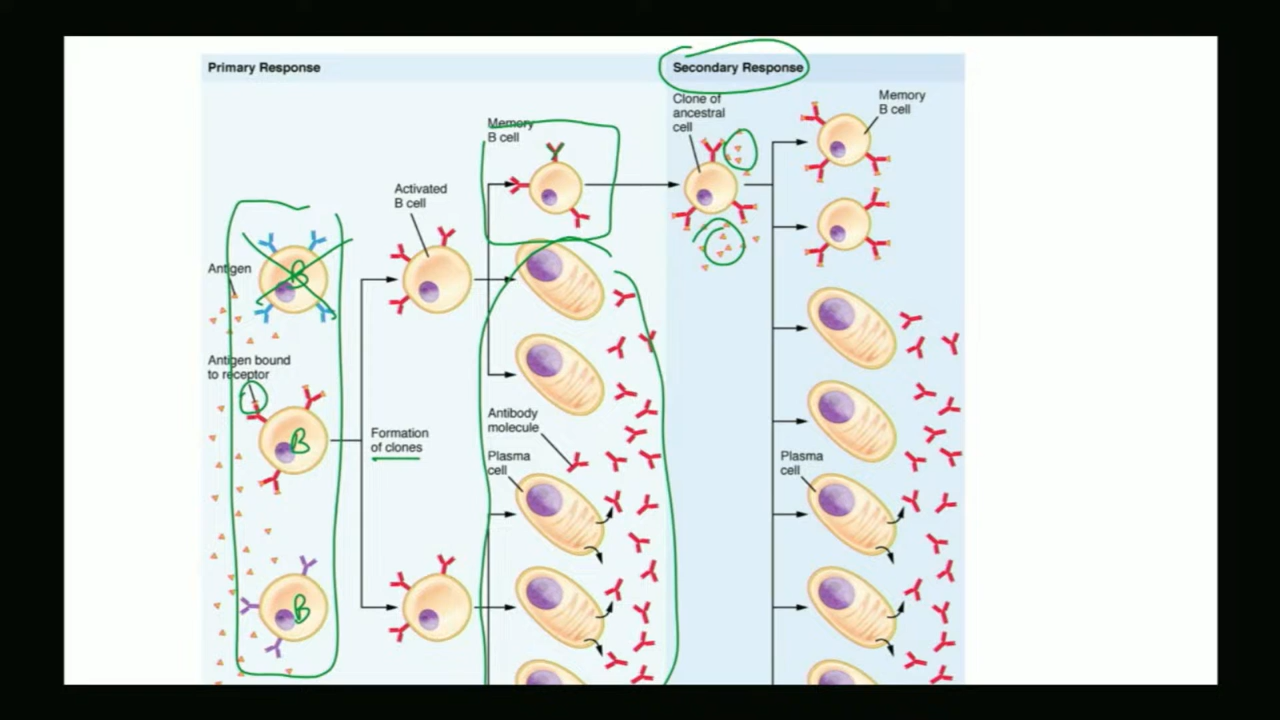 Primary Response
Secondary Response
Clone of
ancestral
cell
Memory
B cell
Memory
B cell
Activated
B cell
Antigen
B
Antigen bound
to receptor
B
Formation
of clones
Antibody
molecule
Plasma
cell
Plasma
cell
B